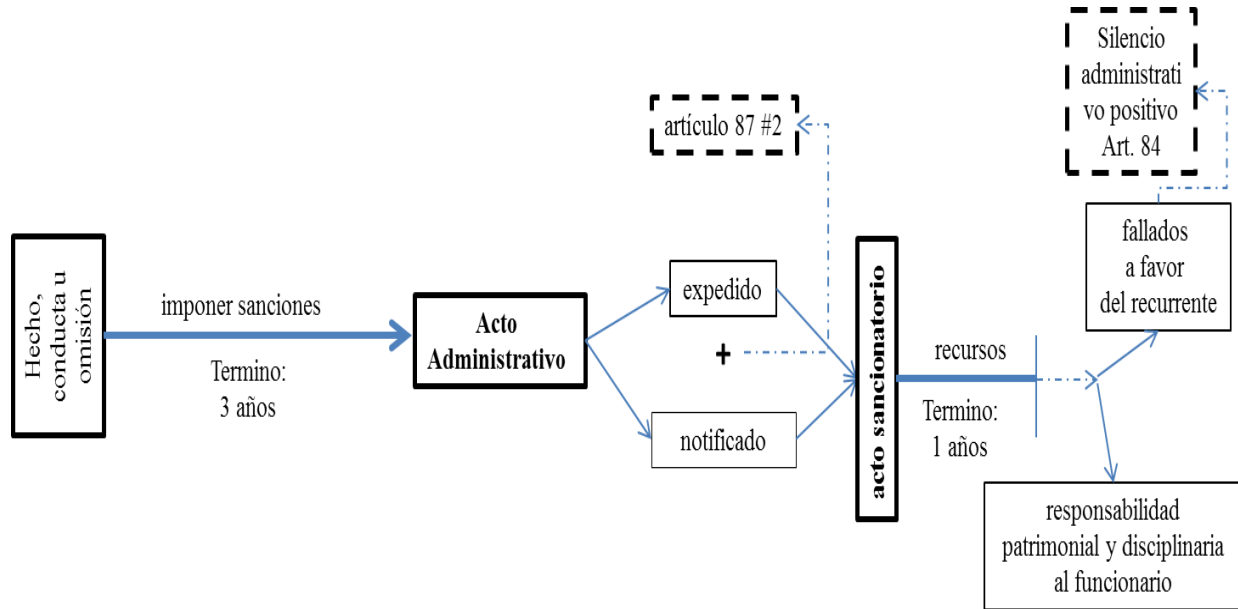 Hecho,
conducta u
omisión
imponer sanciones
Termino:
3 años
Acto
Administrativo
artículo 87 #2
expedido
+
notificado
acto sancionatorio
recursos
Termino:
1 años
Silencio
administrati
vo positivo
Art. 84
fallados
a favor
del recurrente
responsabilidad
patrimonial y disciplinaria
al funcionario